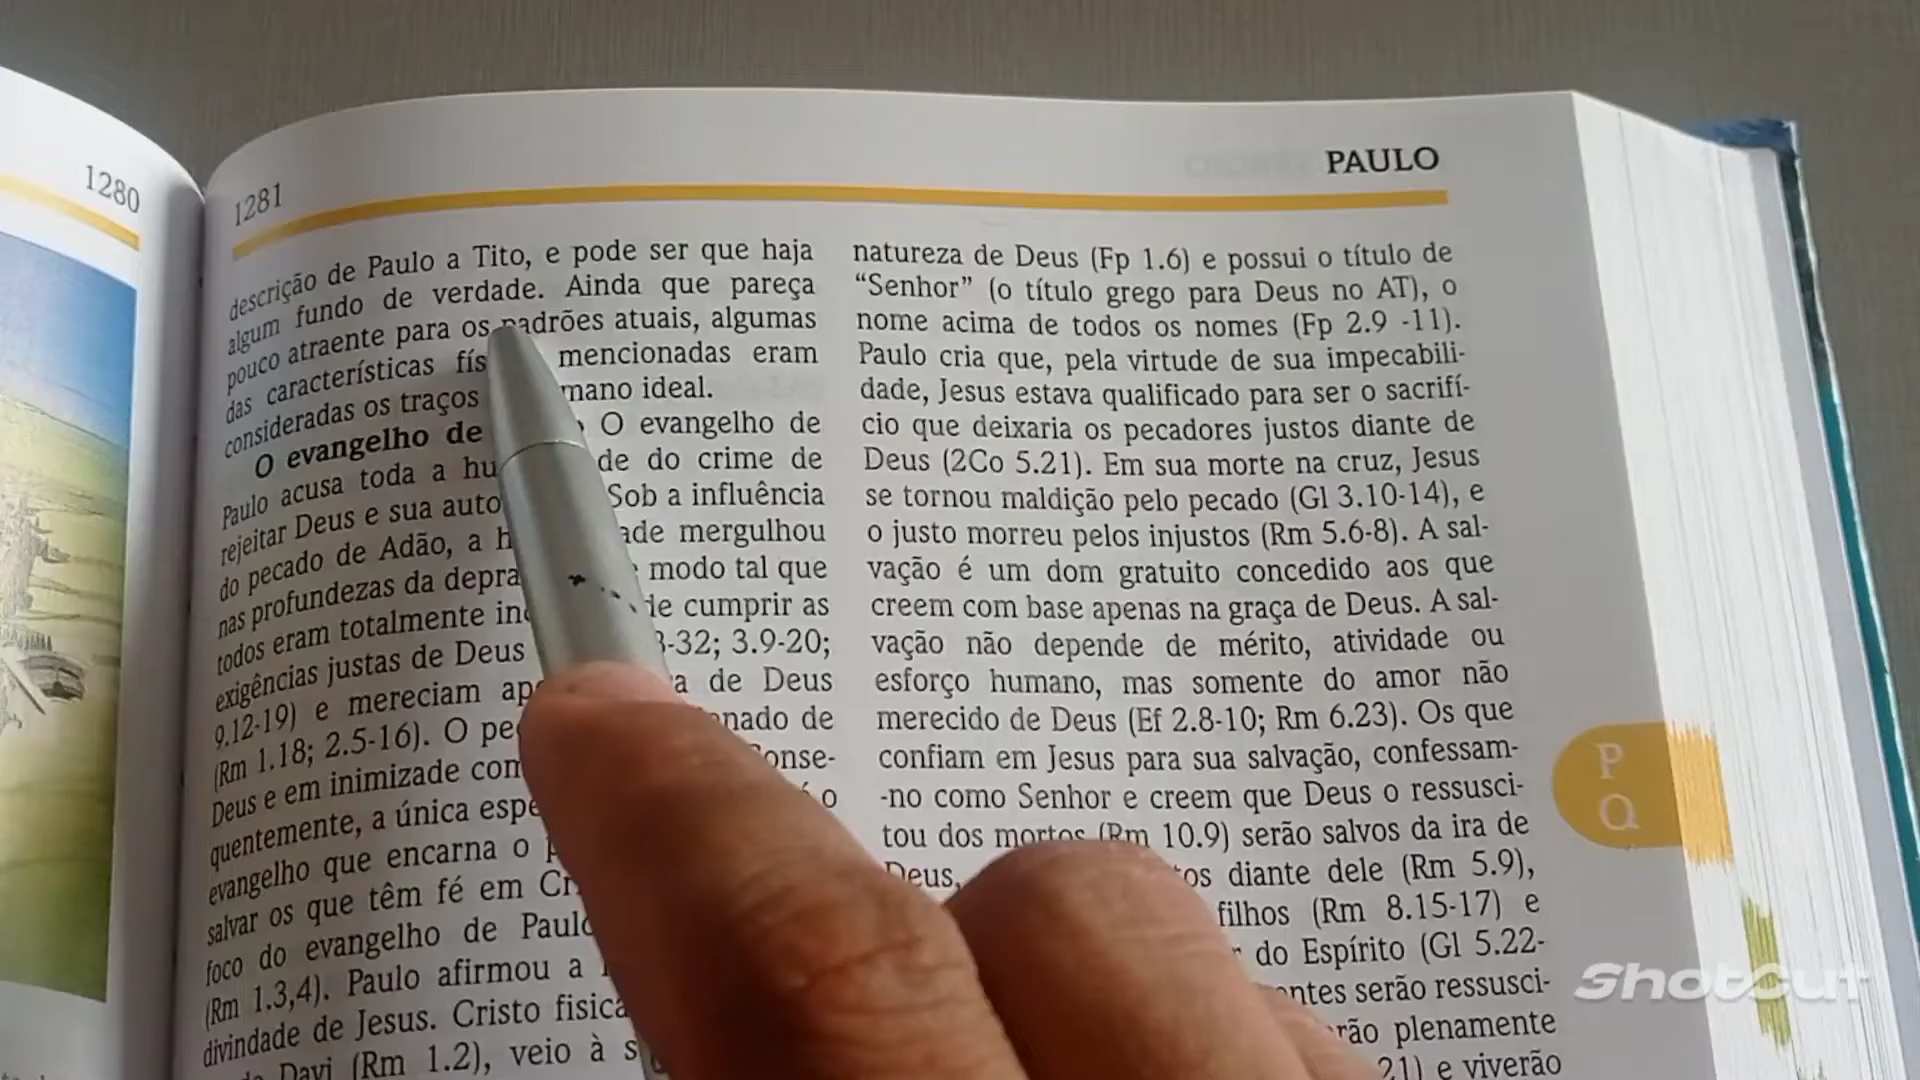 1280
1281
PAULO
descrição de Paulo a Tito, e pode ser que haja
algum fundo de verdade. Ainda que pareça
pouco atraente para os padrões atuais, algumas
das características fís mencionadas eram
consideradas os traços mano ideal.
O evangelho de O evangelho de
Paulo acusa toda a hu de do crime de
rejeitar Deus e sua auto Sob a influência
do pecado de Adão, a h ade mergulhou
nas profundezas da depra modo tal que
todos eram totalmente inc de cumprir as
exigências justas de Deus 3-32; 3.9-20;
9.12-19) e mereciam ap a de Deus
(Rm 1.18; 2.5-16). O pe nado de
Deus e em inimizade com onse-
quentemente, a única espe o
evangelho que encarna o p
salvar os que têm fé em Cr
foco do evangelho de Paulo
(Rm 1.3,4). Paulo afirmou a
divindade de Jesus. Cristo fisica
Davi (Rm 1.2), veio à s
natureza de Deus (Fp 1.6) e possui o título de
“Senhor” (o título grego para Deus no AT), o
nome acima de todos os nomes (Fp 2.9 -11).
Paulo cria que, pela virtude de sua impecabili-
dade, Jesus estava qualificado para ser o sacrifí-
cio que deixaria os pecadores justos diante de
Deus (2Co 5.21). Em sua morte na cruz, Jesus
se tornou maldição pelo pecado (Gl 3.10-14), e
o justo morreu pelos injustos (Rm 5.6-8). A sal-
vação é um dom gratuito concedido aos que
creem com base apenas na graça de Deus. A sal-
vação não depende de mérito, atividade ou
esforço humano, mas somente do amor não
merecido de Deus (Ef 2.8-10; Rm 6.23). Os que
confiam em Jesus para sua salvação, confessam-
-no como Senhor e creem que Deus o ressusci-
tou dos mortos (Rm 10.9) serão salvos da ira de
Deus, tos diante dele (Rm 5.9),
filhos (Rm 8.15-17) e
do Espírito (Gl 5.22-
entes serão ressusci-
rão plenamente
21) e viverão
P
Q
ShotCut